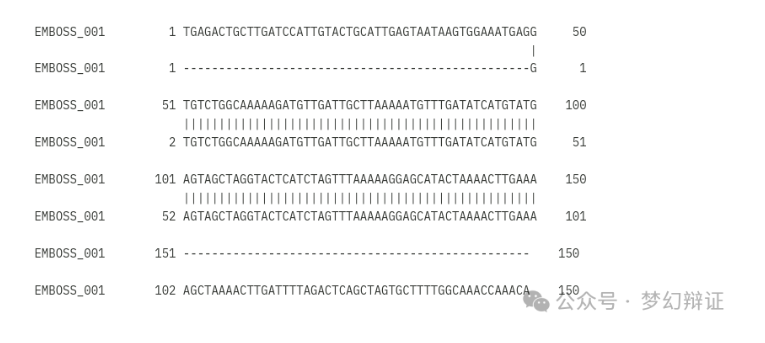 EMBOSS_001 1 TGAGACTGCTTGATCCATTGTACTGCATTGAGTAATAAGTGGAAATGAGG 50
|
EMBOSS_001 1 -------------------------------------------------G 1
EMBOSS_001 51 TGTCTGGCAAAAAGATGTTGATTGCTTAAAAATGTTTGATATCATGTATG 100
||||||||||||||||||||||||||||||||||||||||||||||||||
EMBOSS_001 2 TGTCTGGCAAAAAGATGTTGATTGCTTAAAAATGTTTGATATCATGTATG 51
EMBOSS_001 101 AGTAGCTAGGTACTCATCTAGTTTAAAAAGGAGCATACTAAAACTTGAAA 150
||||||||||||||||||||||||||||||||||||||||||||||||||
EMBOSS_001 52 AGTAGCTAGGTACTCATCTAGTTTAAAAAGGAGCATACTAAAACTTGAAA 101
EMBOSS_001 151 ------------------------------------------------- 150
EMBOSS_001 102 AGCTAAAACTTGATTTTAGACTCAGCTAGTGCTTTTGGCAAACCAAACA 150
公众号 · 梦幻辩证